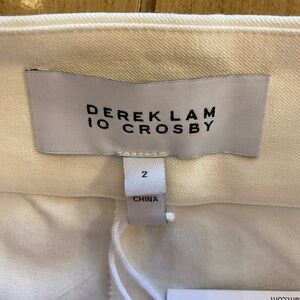 DEREK LAM
10 CROSBY
2
CHINA